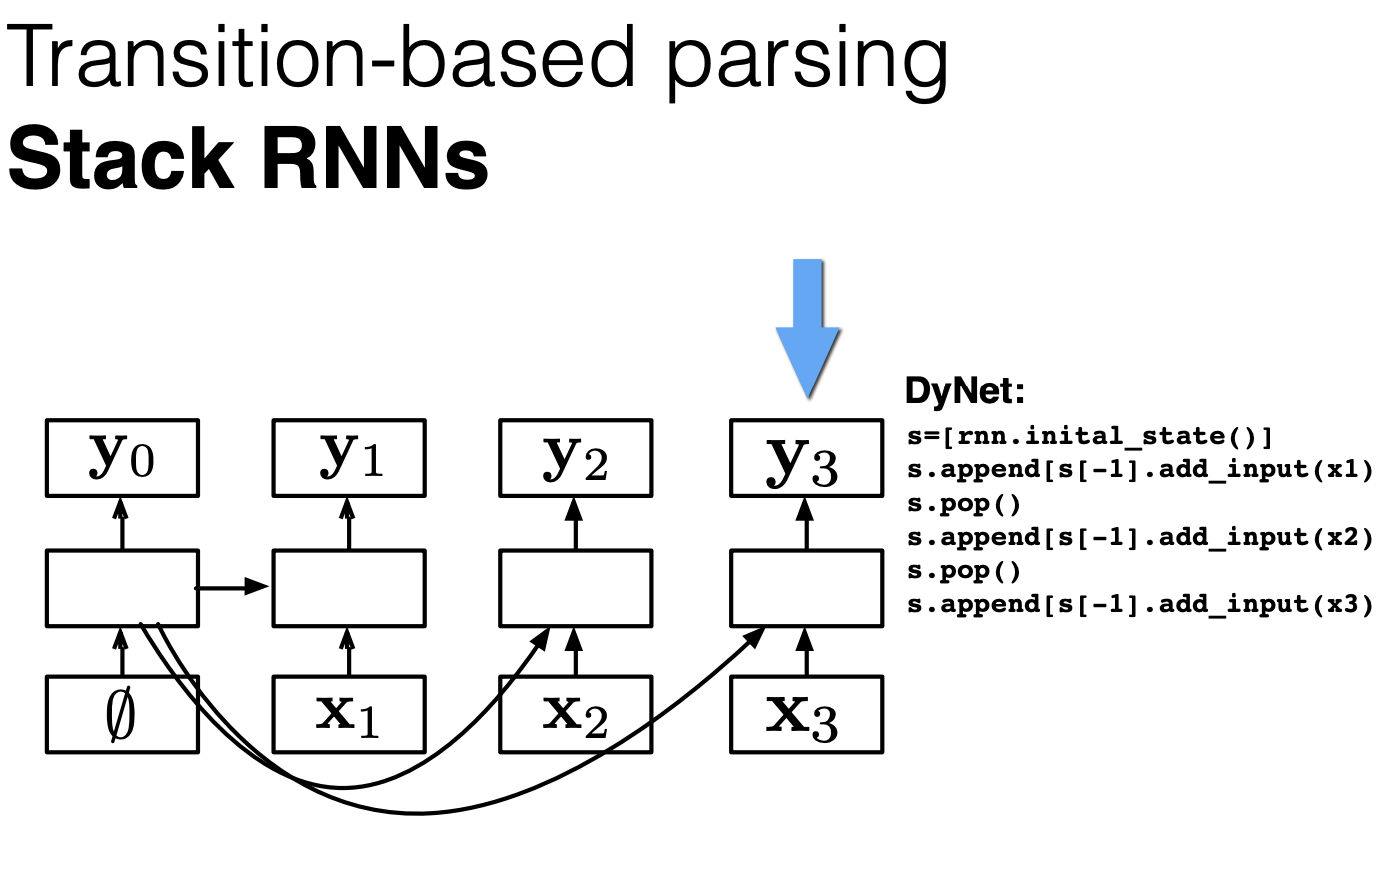 Transition-based parsing
Stack RNNs
DyNet:
s=[rnn.inital_state()]
s.append[s[-1].add_input(x1)
s.pop()
s.append[s[-1].add_input(x2)
s.pop()
s.append[s[-1].add_input(x3)
y0 y1 y2 y3
∅ x1 x2 x3